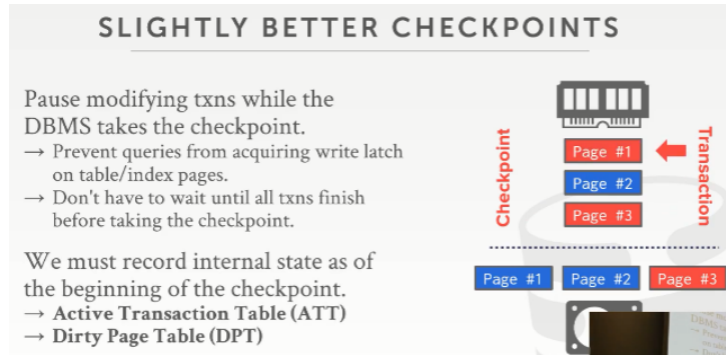 SLIGHTLY BETTER CHECKPOINTS
Pause modifying txns while the
DBMS takes the checkpoint.
→ Prevent queries from acquiring write latch
on table/index pages.
→ Don't have to wait until all txns finish
before taking the checkpoint.
We must record internal state as of
the beginning of the checkpoint.
→ Active Transaction Table (ATT)
→ Dirty Page Table (DPT)
Checkpoint
Page #1
Page #2
Page #3
Transaction
Page #1 Page #2 Page #3